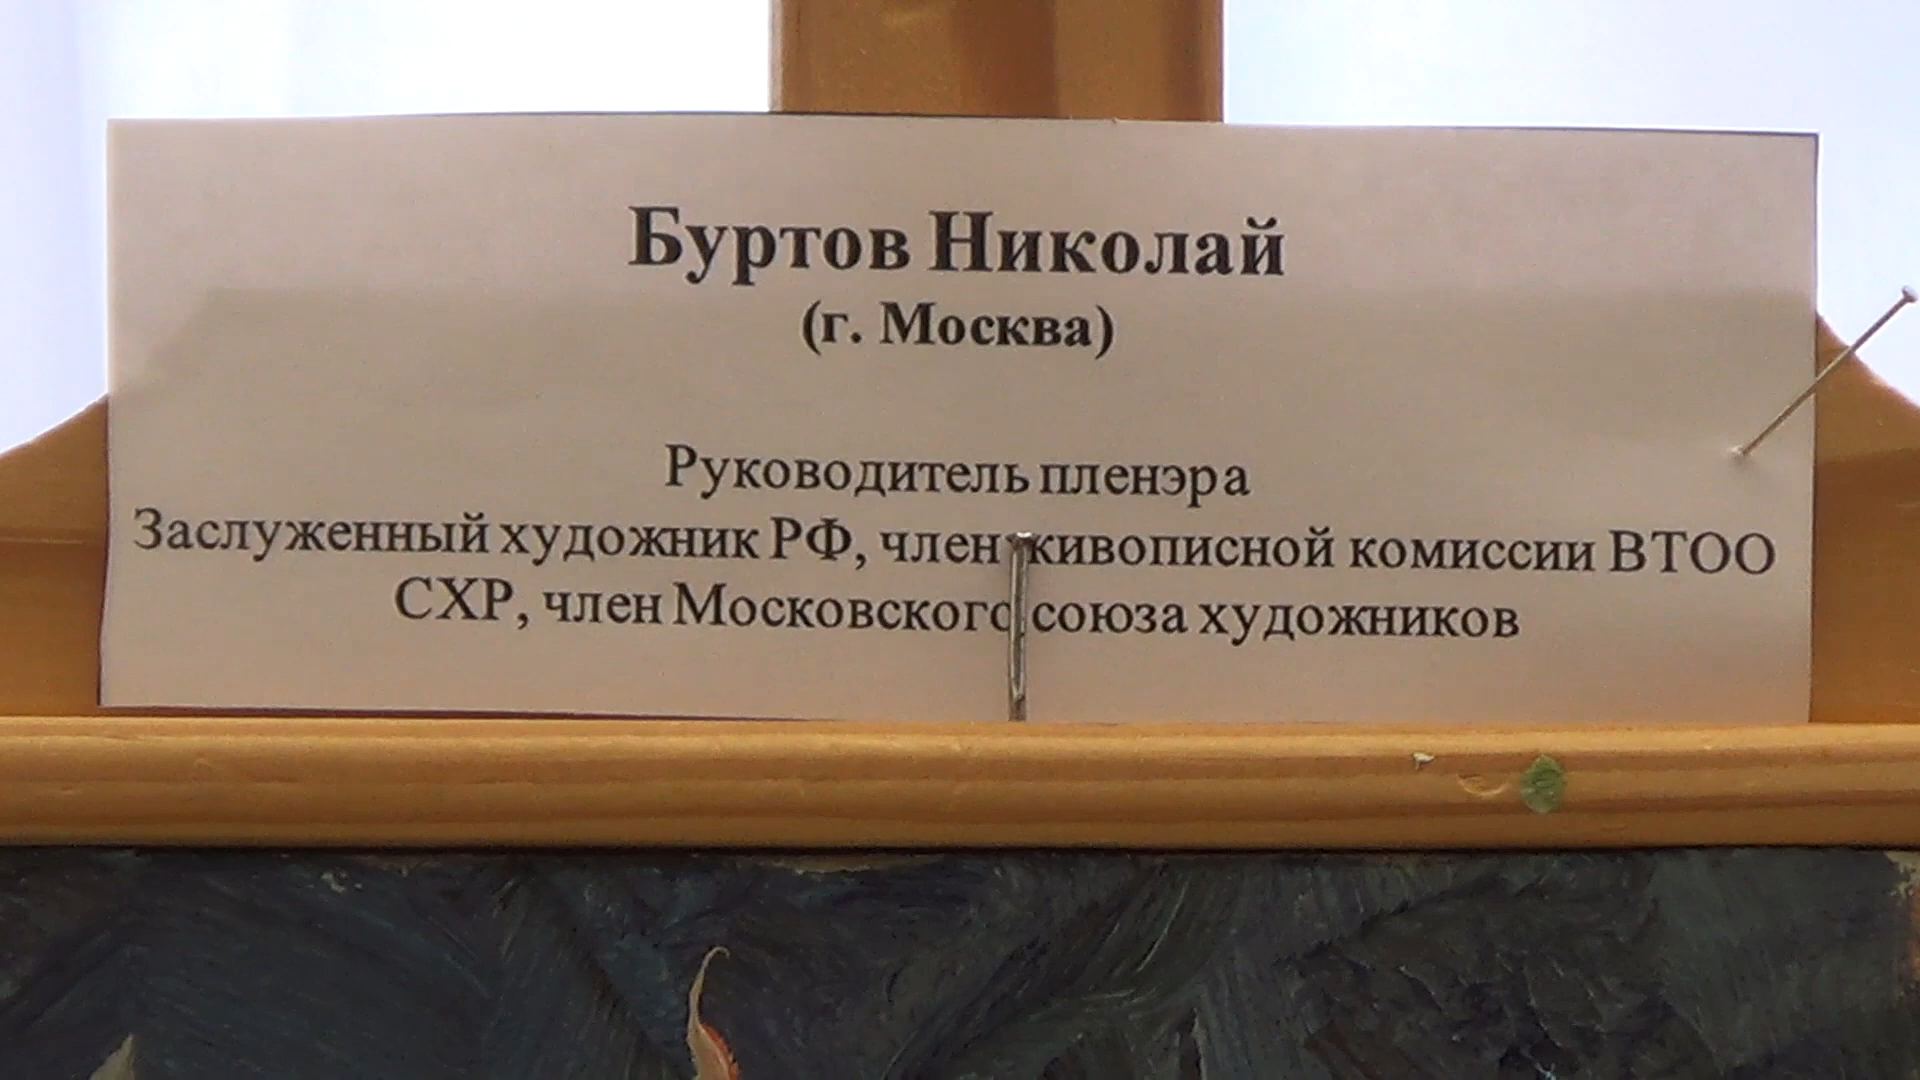 Буртов Николай
(г. Москва)
Руководитель пленэра
Заслуженный художник РФ, член живописной комиссии ВТОО
СХР, член Московского союза художников